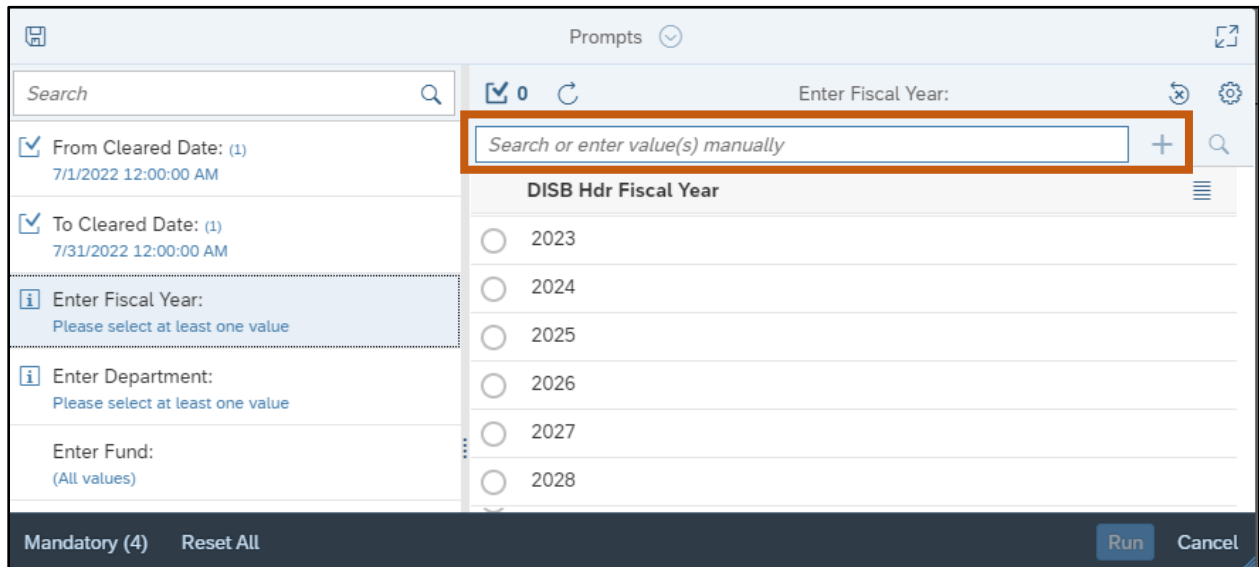 Prompts
Search
From Cleared Date: (1)
7/1/2022 12:00:00 AM
To Cleared Date: (1)
7/31/2022 12:00:00 AM
Enter Fiscal Year:
Please select at least one value
Enter Department:
Please select at least one value
Enter Fund:
(All values)
0
Enter Fiscal Year:
Search or enter value(s) manually
DISB Hdr Fiscal Year
2023
2024
2025
2026
2027
2028
Mandatory (4) Reset All Run Cancel